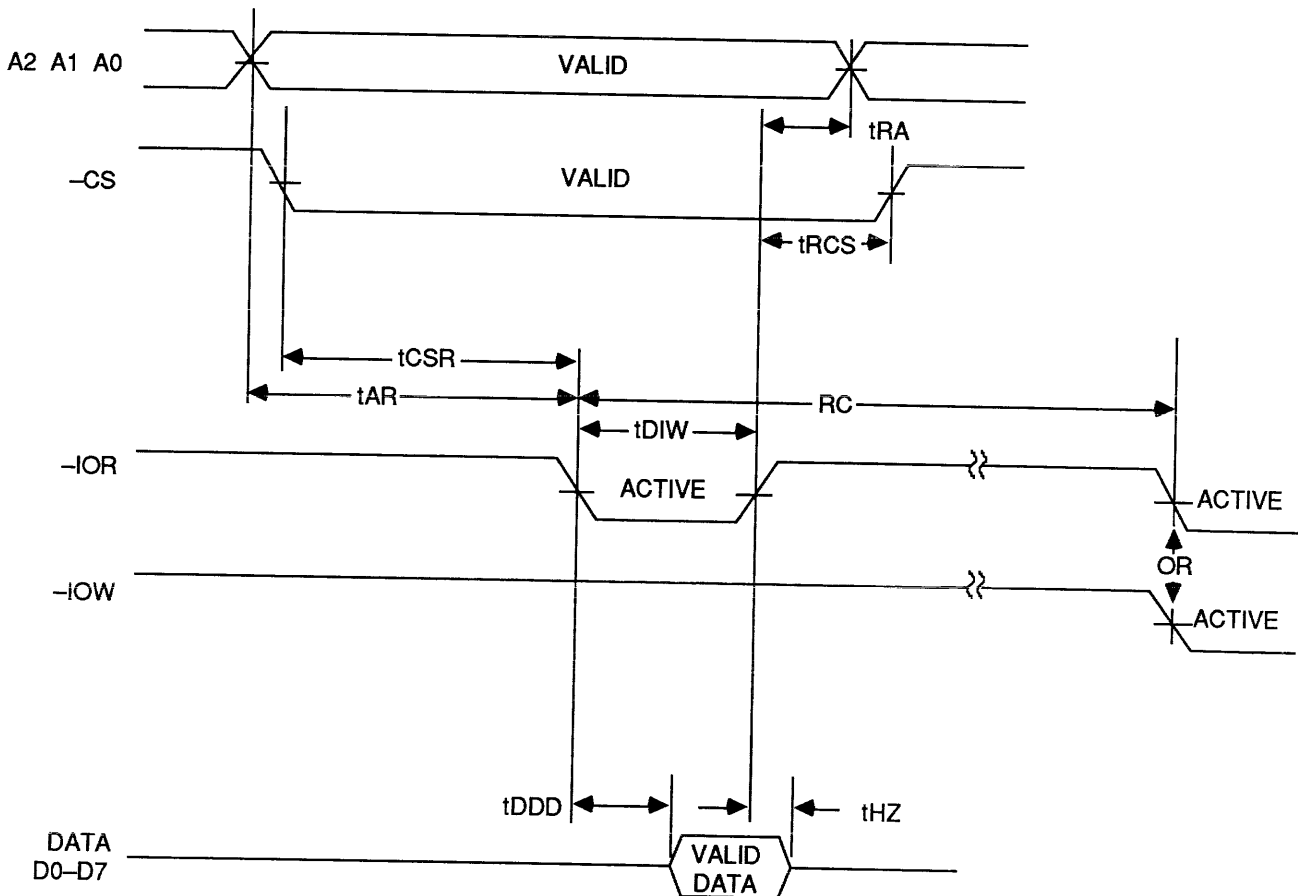 A2 A1 A0
VALID
tRA
–CS
VALID
tRCS
tCSR
tAR
RC
tDIW
–IOR
ACTIVE
ACTIVE
OR
–IOW
ACTIVE
tDDD
tHZ
DATA
D0–D7
VALID
DATA